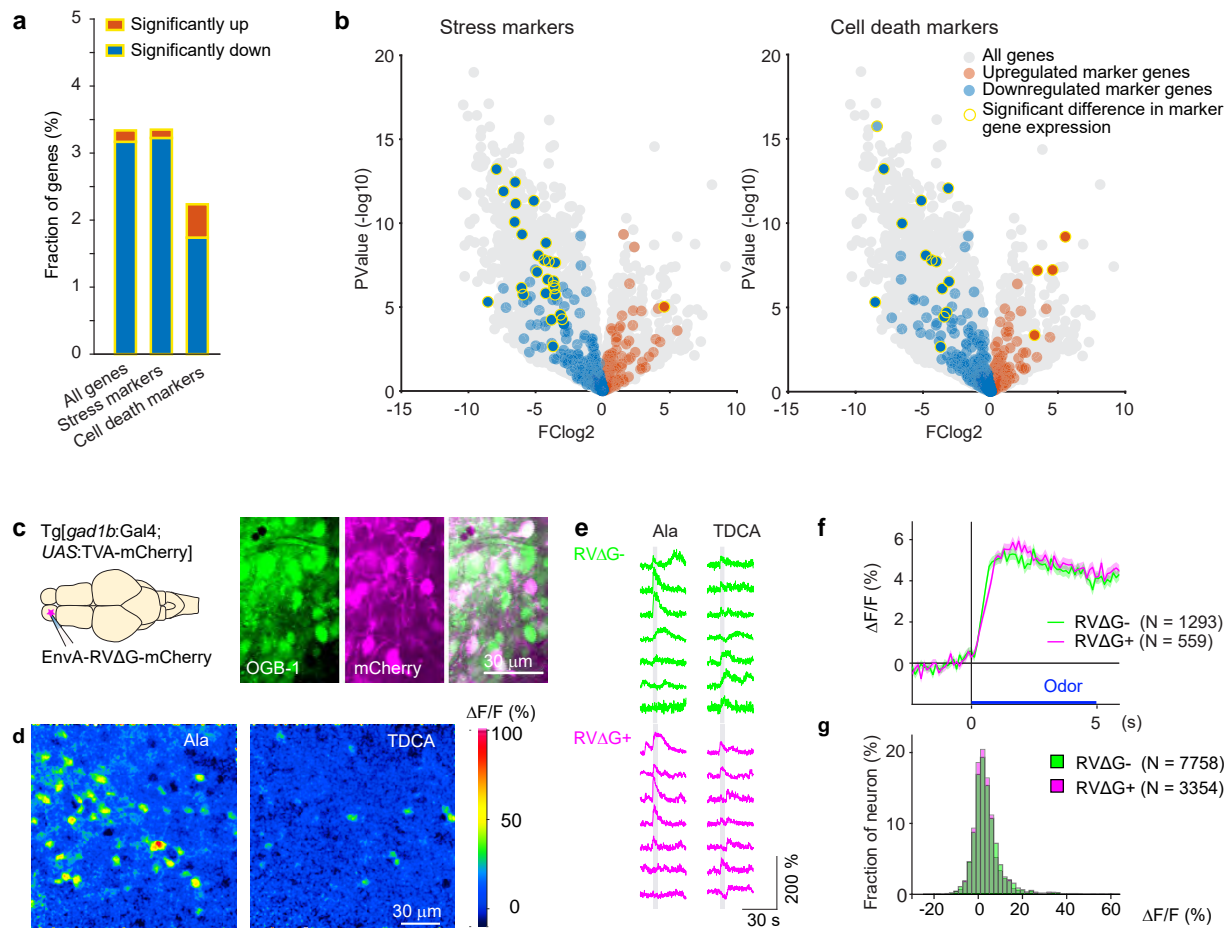 a
Significantly up
Significantly down
5
4
3
2
1
0
Fraction of genes (%)
All genes
Stress markers
Cell death markers
b
Stress markers
20
15
10
5
0
PValue (-log10)
-15
-10
-5
0
5
10
FClog2
Cell death markers
All genes
Upregulated marker genes
Downregulated marker genes
Significant difference in marker
gene expression
20
15
10
5
0
PValue (-log10)
-15
-10
-5
0
5
10
FClog2
c
Tg[gad1b:Gal4;
UAS:TVA-mCherry]
EnvA-RVΔG-mCherry
OGB-1
mCherry
30 μm
d
Ala
TDCA
30 μm
ΔF/F (%)
100
50
0
e
Ala
TDCA
RVΔG-
RVΔG+
200 %
30 s
f
6
4
2
0
ΔF/F (%)
RVΔG- (N = 1293)
RVΔG+ (N = 559)
Odor
0
5
(s)
g
20
10
0
Fraction of neuron (%)
RVΔG- (N = 7758)
RVΔG+ (N = 3354)
-20
0
20
40
60
ΔF/F (%)